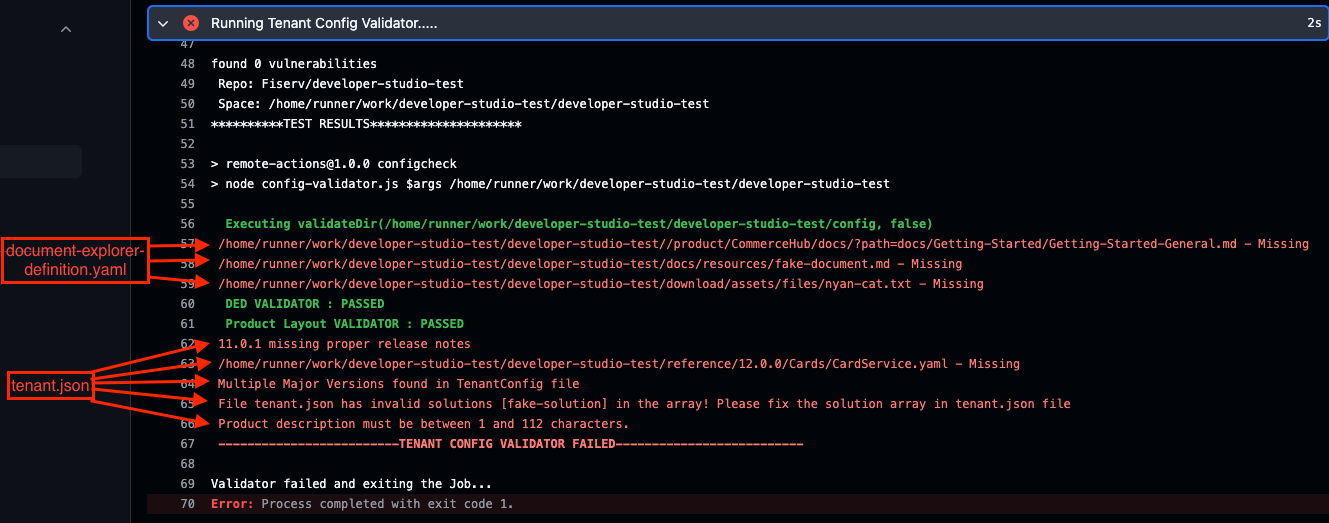 Running Tenant Config Validator.....
2s
47
48 found 0 vulnerabilities
49 Repo: Fiserv/developer-studio-test
50 Space: /home/runner/work/developer-studio-test/developer-studio-test
51 **********TEST RESULTS*********************
52
53 > remote-actions@1.0.0 configcheck
54 > node config-validator.js $args /home/runner/work/developer-studio-test/developer-studio-test
55
56 Executing validateDir(/home/runner/work/developer-studio-test/developer-studio-test/config, false)
document-explorer-
definition.yaml
57 /home/runner/work/developer-studio-test/developer-studio-test//product/CommerceHub/docs/?path=docs/Getting-Started/Getting-Started-General.md - Missing
58 /home/runner/work/developer-studio-test/developer-studio-test/docs/resources/fake-document.md - Missing
59 /home/runner/work/developer-studio-test/developer-studio-test/download/assets/files/nyan-cat.txt - Missing
60 DED VALIDATOR : PASSED
61 Product Layout VALIDATOR : PASSED
tenant.json
62 11.0.1 missing proper release notes
63 /home/runner/work/developer-studio-test/developer-studio-test/reference/12.0.0/Cards/CardService.yaml - Missing
64 Multiple Major Versions found in TenantConfig file
65 File tenant.json has invalid solutions [fake-solution] in the array! Please fix the solution array in tenant.json file
66 Product description must be between 1 and 112 characters.
67 -------------------------TENANT CONFIG VALIDATOR FAILED--------------------------
68
69 Validator failed and exiting the Job...
70 Error: Process completed with exit code 1.